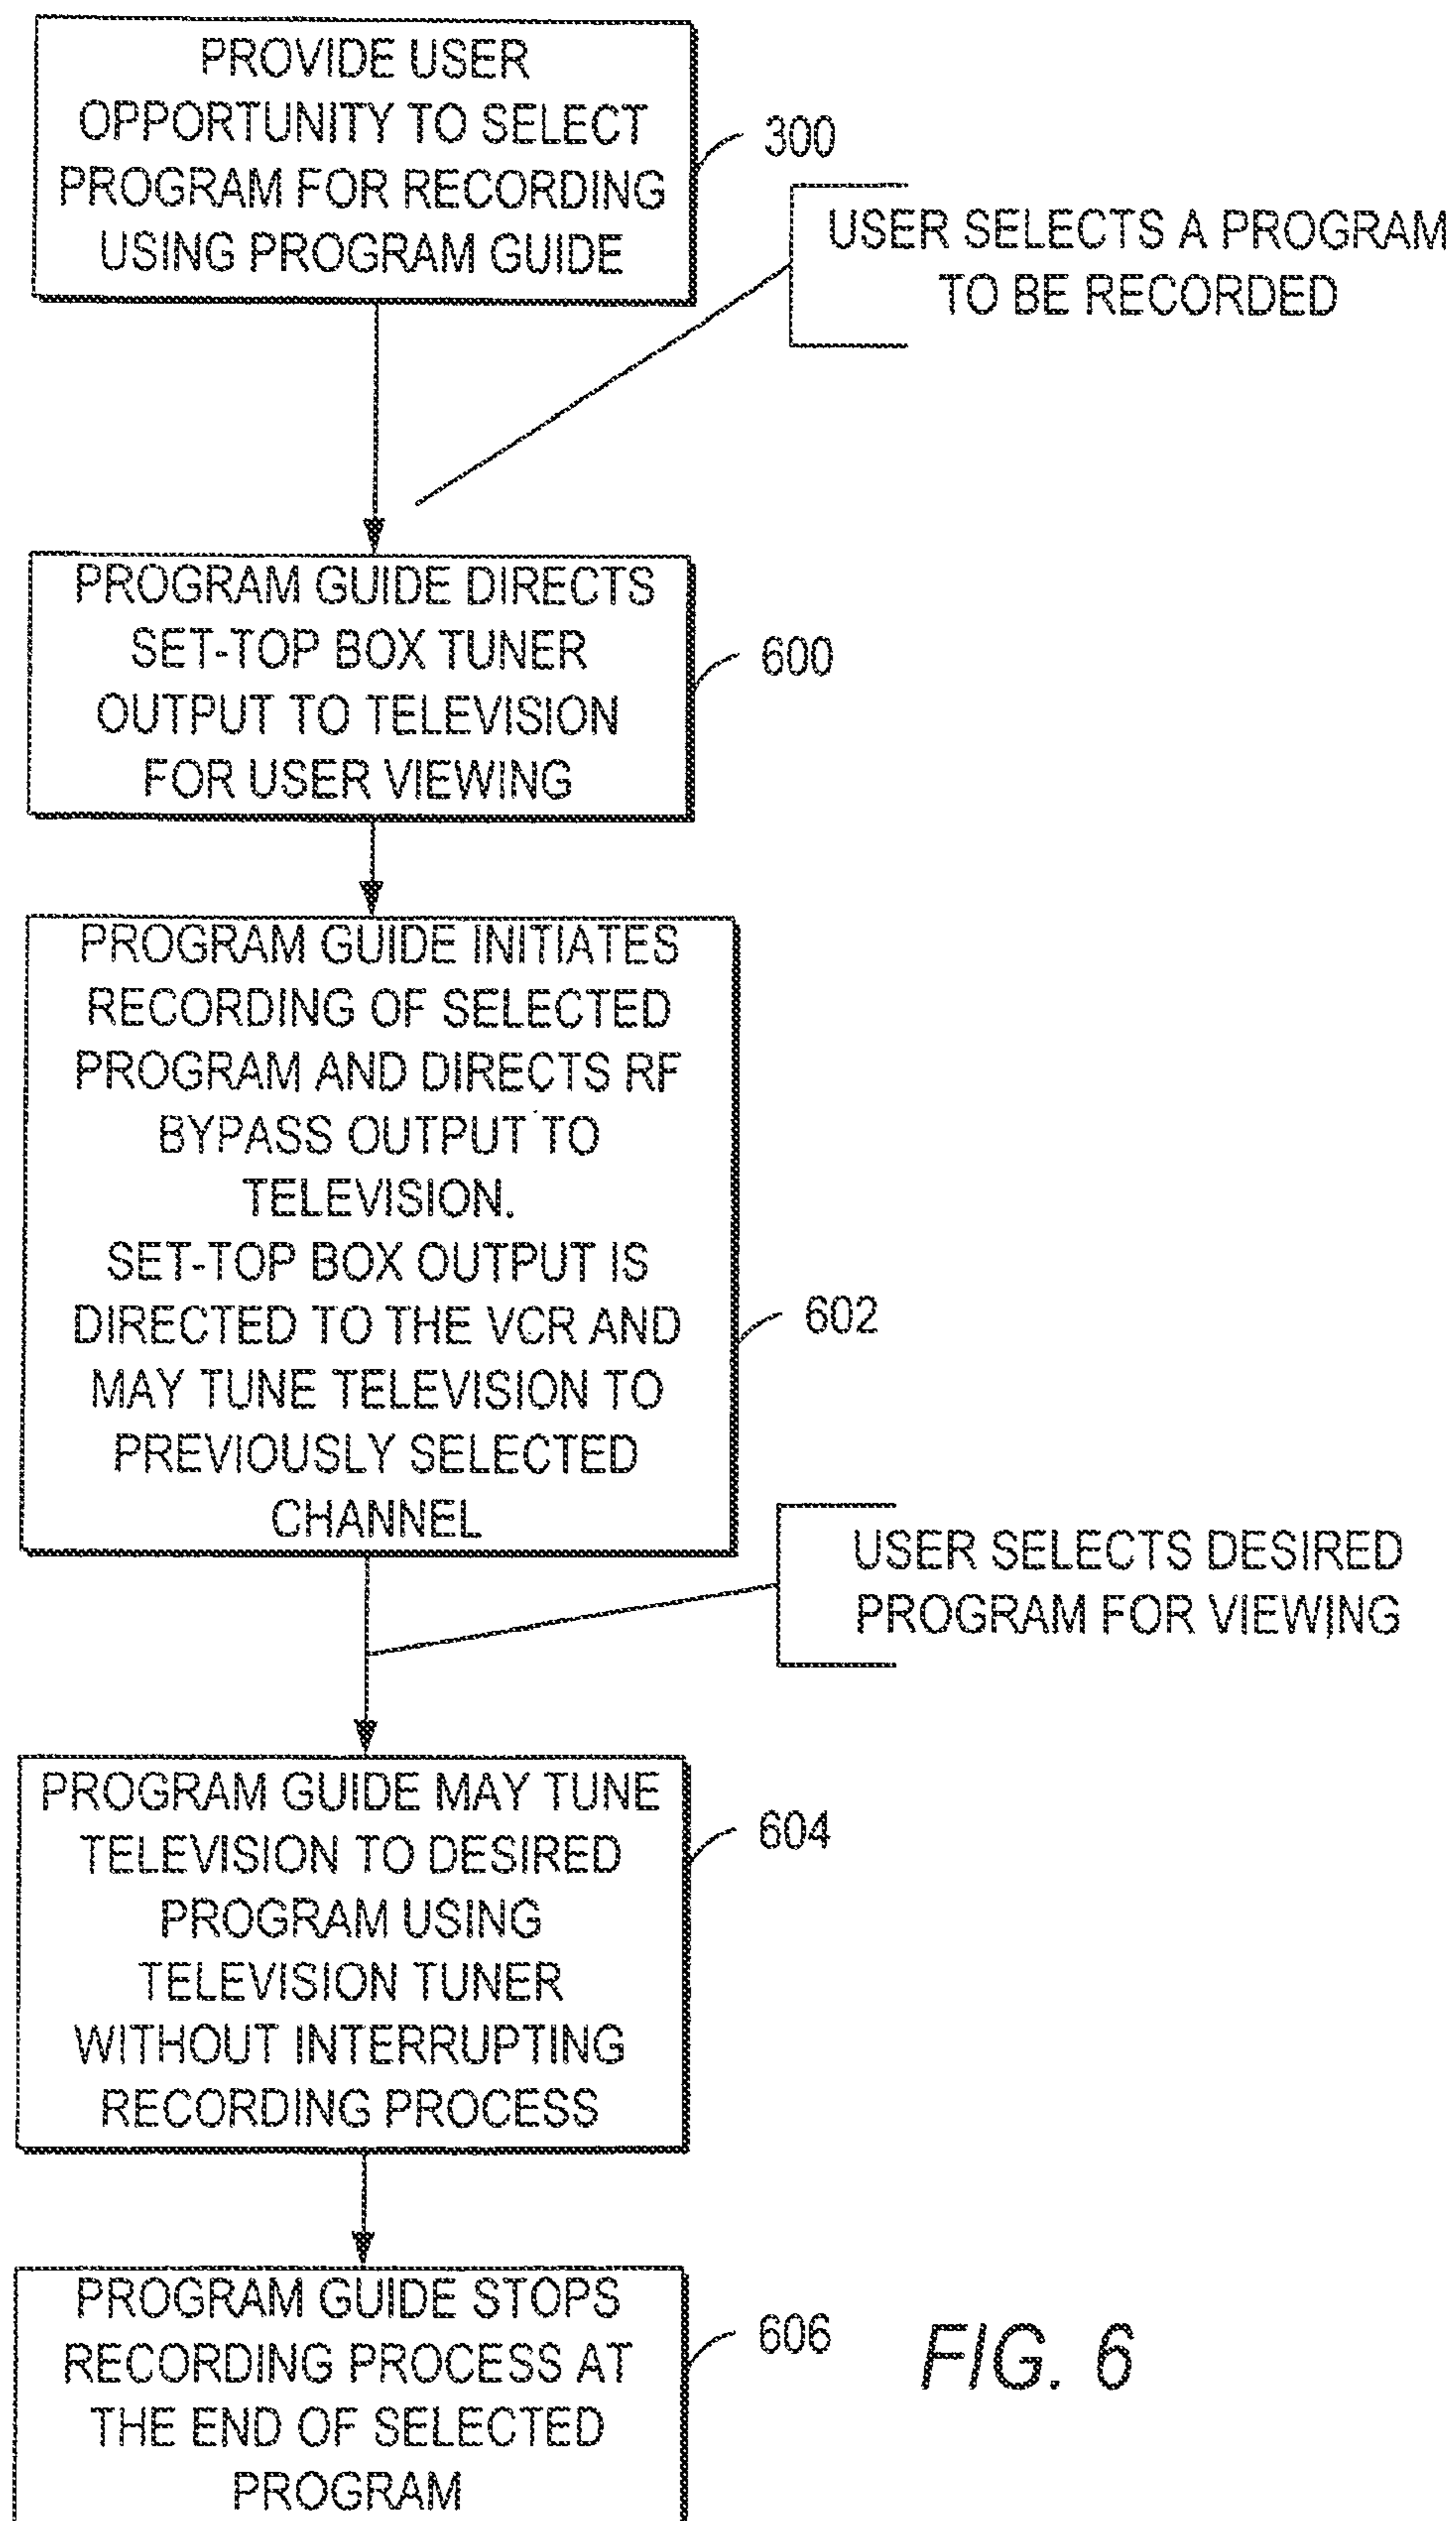 PROVIDE USER
OPPORTUNITY TO SELECT
PROGRAM FOR RECORDING
USING PROGRAM GUIDE
300
USER SELECTS A PROGRAM
TO BE RECORDED
PROGRAM GUIDE DIRECTS
SET-TOP BOX TUNER
OUTPUT TO TELEVISION
FOR USER VIEWING
600
PROGRAM GUIDE INITIATES
RECORDING OF SELECTED
PROGRAM AND DIRECTS RF
BYPASS OUTPUT TO
TELEVISION.
SET-TOP BOX OUTPUT IS
DIRECTED TO THE VCR AND
MAY TUNE TELEVISION TO
PREVIOUSLY SELECTED
CHANNEL
602
USER SELECTS DESIRED
PROGRAM FOR VIEWING
PROGRAM GUIDE MAY TUNE
TELEVISION TO DESIRED
PROGRAM USING
TELEVISION TUNER
WITHOUT INTERRUPTING
RECORDING PROCESS
604
PROGRAM GUIDE STOPS
RECORDING PROCESS AT
THE END OF SELECTED
PROGRAM
606
FIG. 6